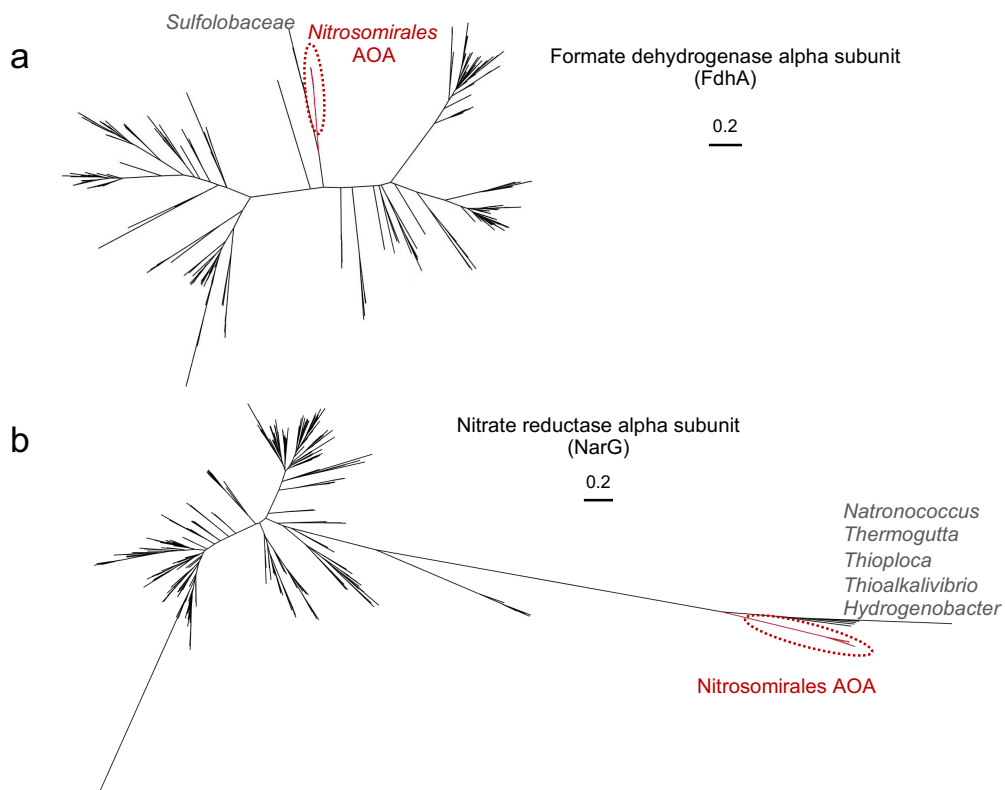 a
Sulfolobaceae
Nitrosomirales
AOA
Formate dehydrogenase alpha subunit
(FdhA)
0.2
b
Nitrate reductase alpha subunit
(NarG)
0.2
Natronococcus
Thermogutta
Thioploca
Thioalkalivibrio
Hydrogenobacter
Nitrosomirales AOA